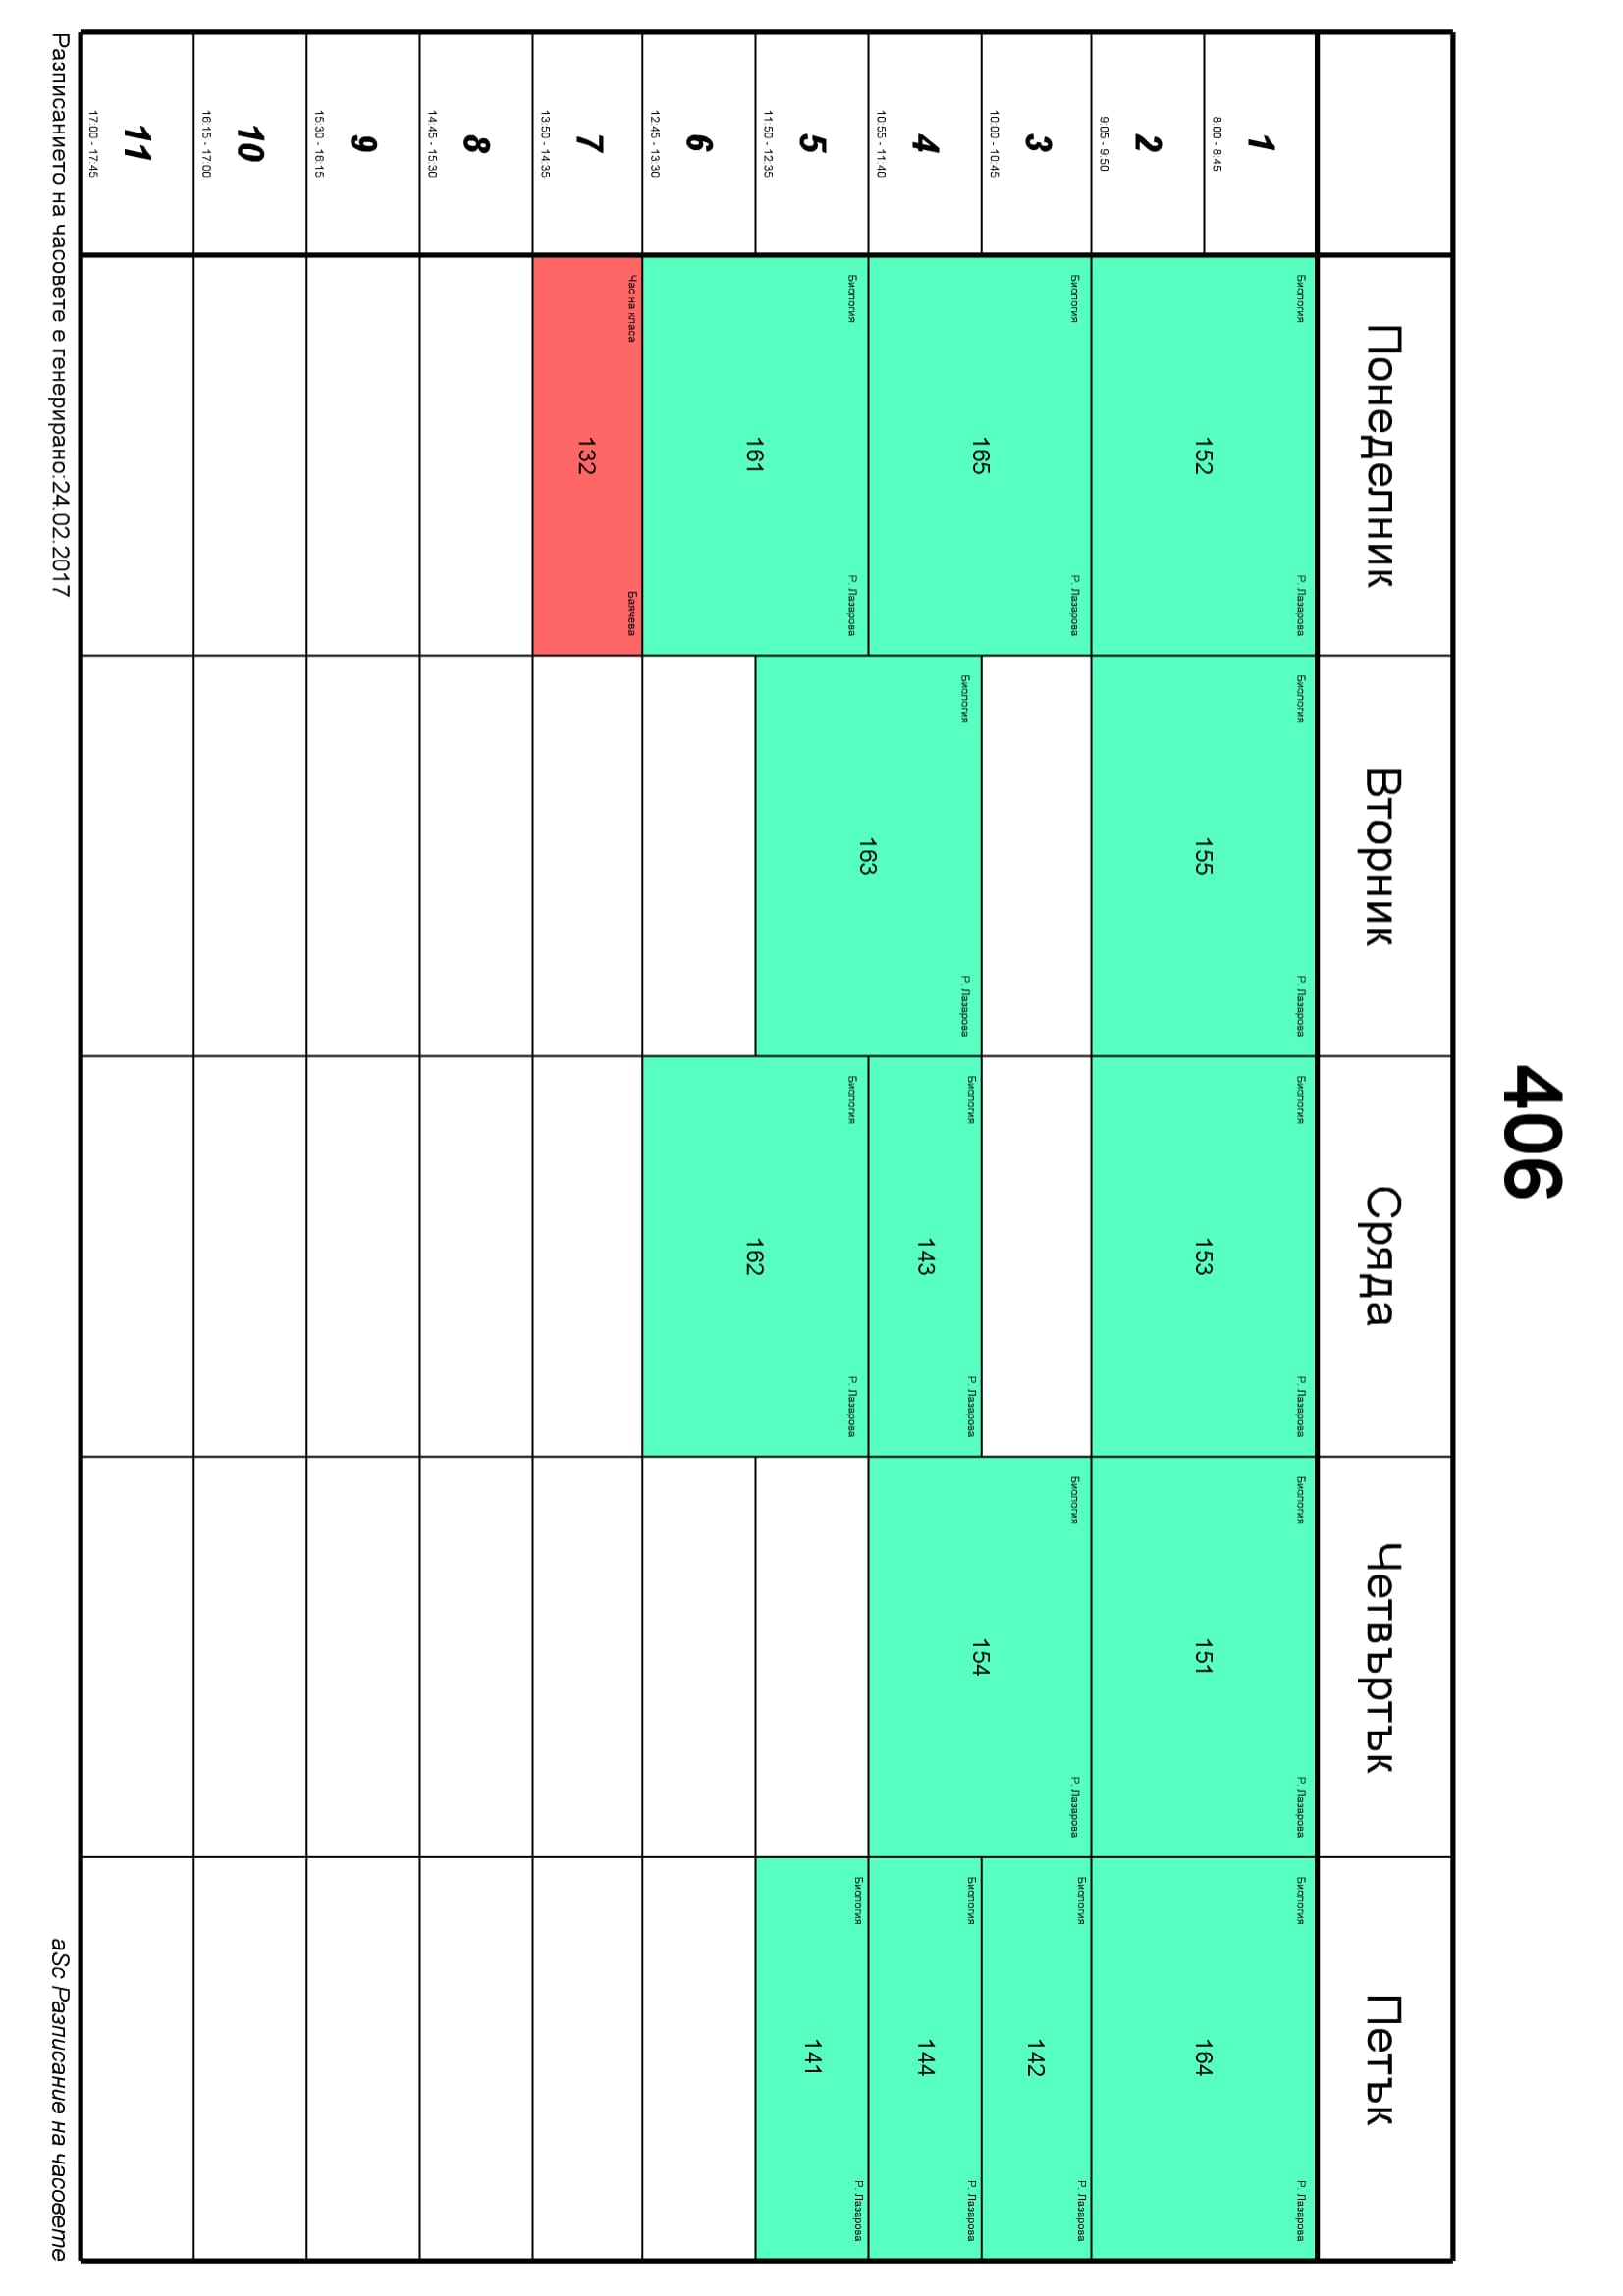 406
Понеделник
Вторник
Сряда
Четвъртък
Петък
1
8:00 - 8:45
2
9:05 - 9:50
3
10:00 - 10:45
4
10:55 - 11:40
5
11:50 - 12:35
6
12:45 - 13:30
7
13:50 - 14:35
8
14:45 - 15:30
9
15:30 - 16:15
10
16:15 - 17:00
11
17:00 - 17:45
Биология
152
Р. Лазарова
Биология
165
Р. Лазарова
Биология
161
Р. Лазарова
Час на класа
132
Баячева
Биология
155
Р. Лазарова
Биология
163
Р. Лазарова
Биология
153
Р. Лазарова
Биология
143
Р. Лазарова
Биология
162
Р. Лазарова
Биология
151
Р. Лазарова
Биология
154
Р. Лазарова
Биология
164
Р. Лазарова
Биология
142
Р. Лазарова
Биология
144
Р. Лазарова
Биология
141
Р. Лазарова
Разписанието на часовете е генерирано:24.02.2017
aSc Разписание на часовете